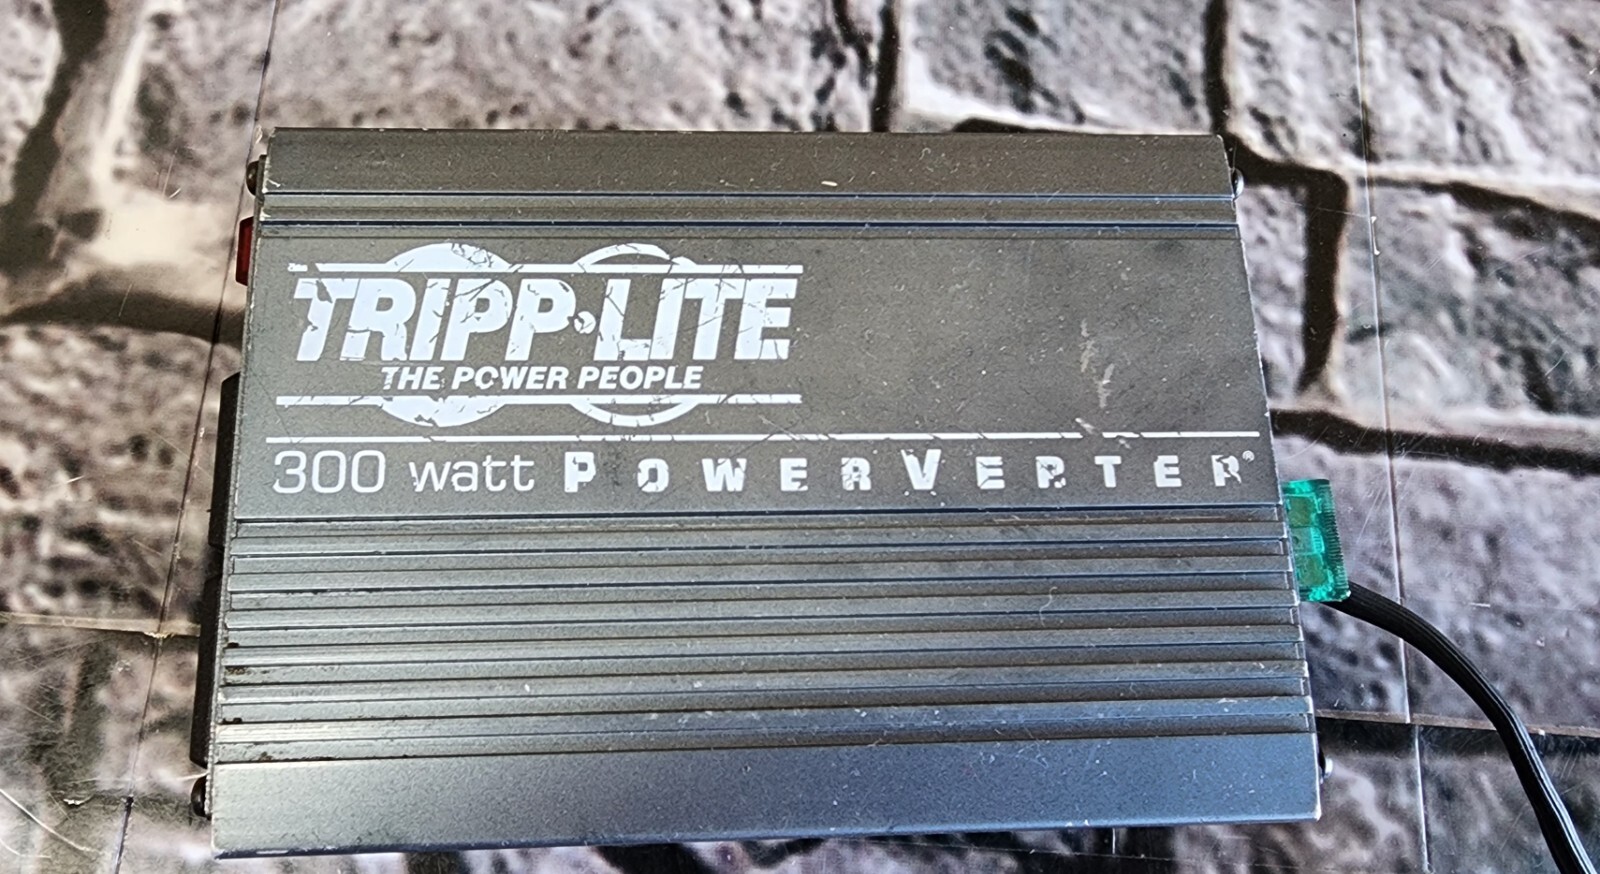 TRIPP·LITE
THE POWER PEOPLE
300 watt POWERVERTER®